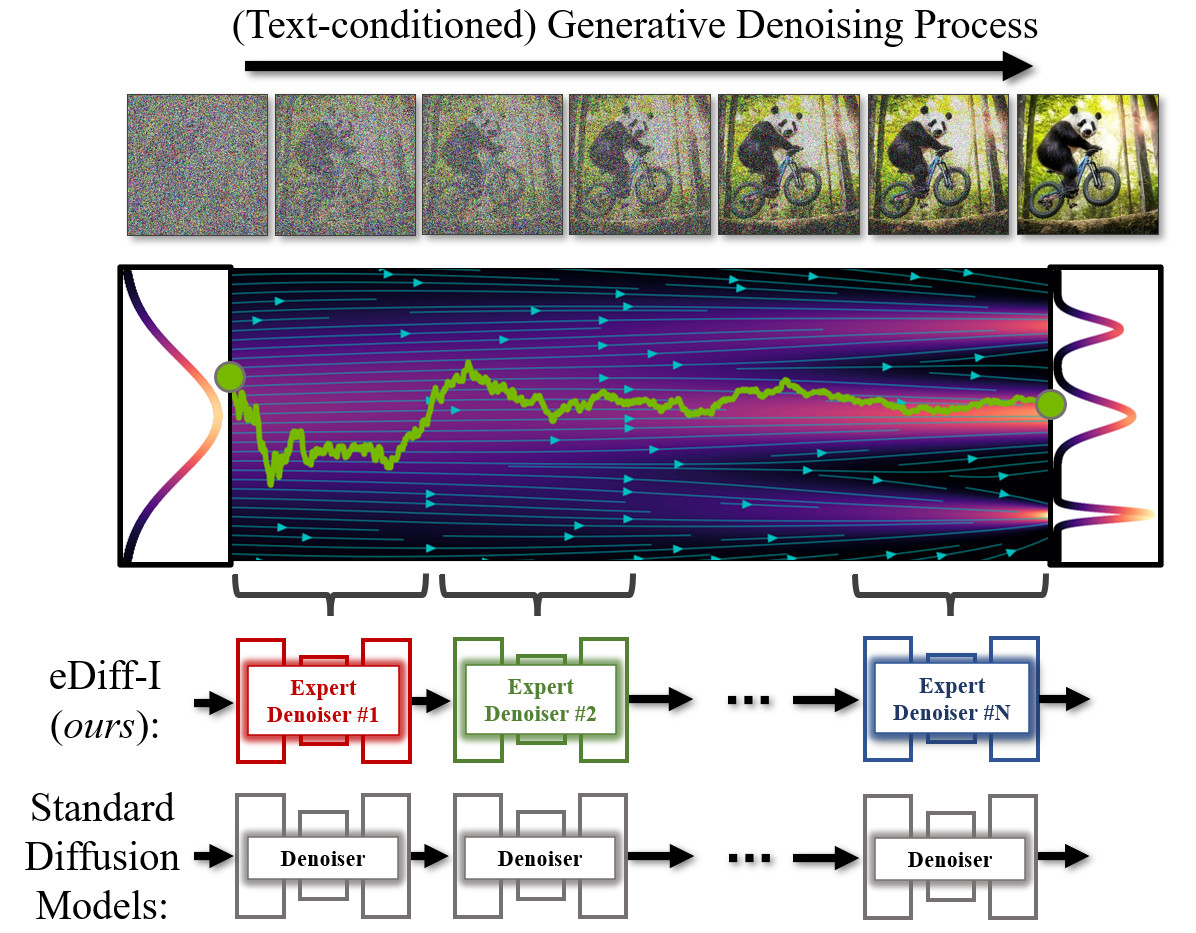 (Text-conditioned) Generative Denoising Process
eDiff-I
(ours):
Expert
Denoiser #1
Expert
Denoiser #2
...
Expert
Denoiser #N
Standard
Diffusion
Models:
Denoiser
Denoiser
...
Denoiser